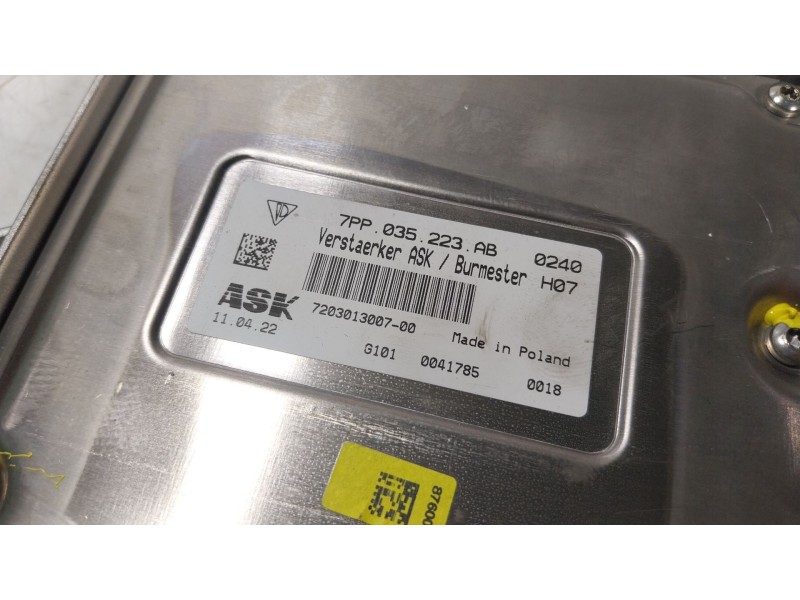 7PP.035.223.AB 0240
Verstaerker ASK / Burmester H07
ASK
11.04.22
7203013007-00
Made in Poland
G101 0041785 0018